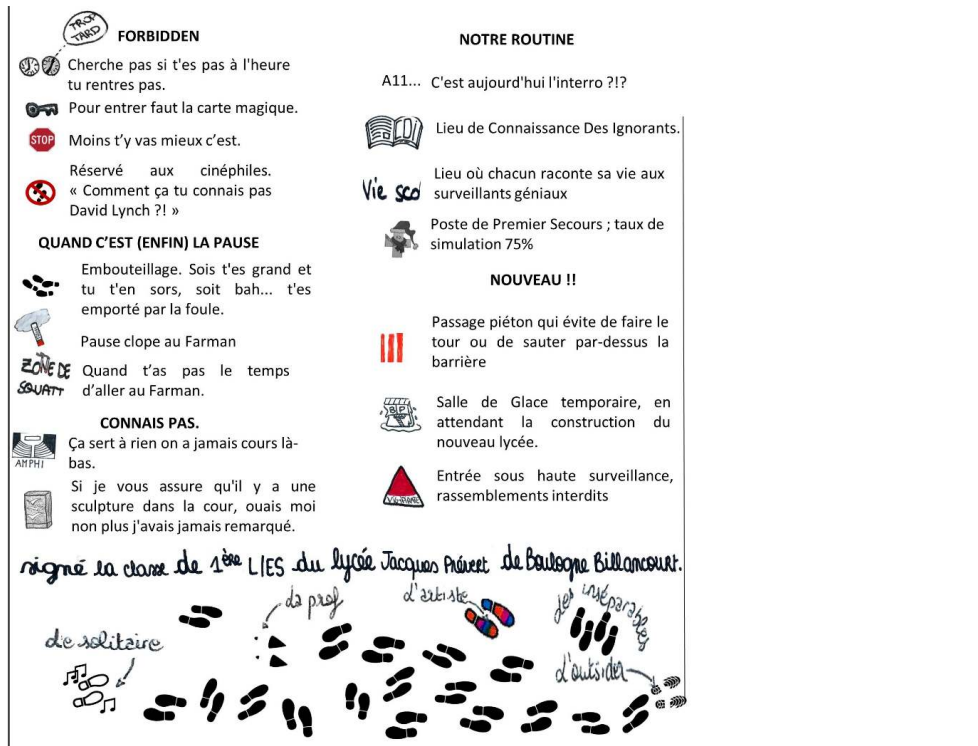 TROP
TARD
FORBIDDEN
Cherche pas si t'es pas à l'heure
tu rentres pas.
Pour entrer faut la carte magique.
STOP
Moins t'y vas mieux c'est.
Réservé aux cinéphiles.
« Comment ça tu connais pas
David Lynch ?! »
QUAND C'EST (ENFIN) LA PAUSE
Embouteillage. Sois t'es grand et
tu t'en sors, soit bah... t'es
emporté par la foule.
Pause clope au Farman
ZONE DE
SQUATT
Quand t'as pas le temps
d'aller au Farman.
CONNAIS PAS.
AMPHI
Ça sert à rien on a jamais cours là-
bas.
Si je vous assure qu'il y a une
sculpture dans la cour, ouais moi
non plus j'avais jamais remarqué.
NOTRE ROUTINE
A11... C'est aujourd'hui l'interro ?!?
CDI
Lieu de Connaissance Des Ignorants.
Vie sco
Lieu où chacun raconte sa vie aux
surveillants géniaux
Poste de Premier Secours ; taux de
simulation 75%
NOUVEAU !!
Passage piéton qui évite de faire le
tour ou de sauter par-dessus la
barrière
Salle de Glace temporaire, en
attendant la construction du
nouveau lycée.
Entrée sous haute surveillance,
rassemblements interdits
signé la classe de 1ère L/ES du lycée Jacques Prévert de Boulogne Billancourt.
de solitaire
da prof
d'artiste
des inséparables
d'outsider